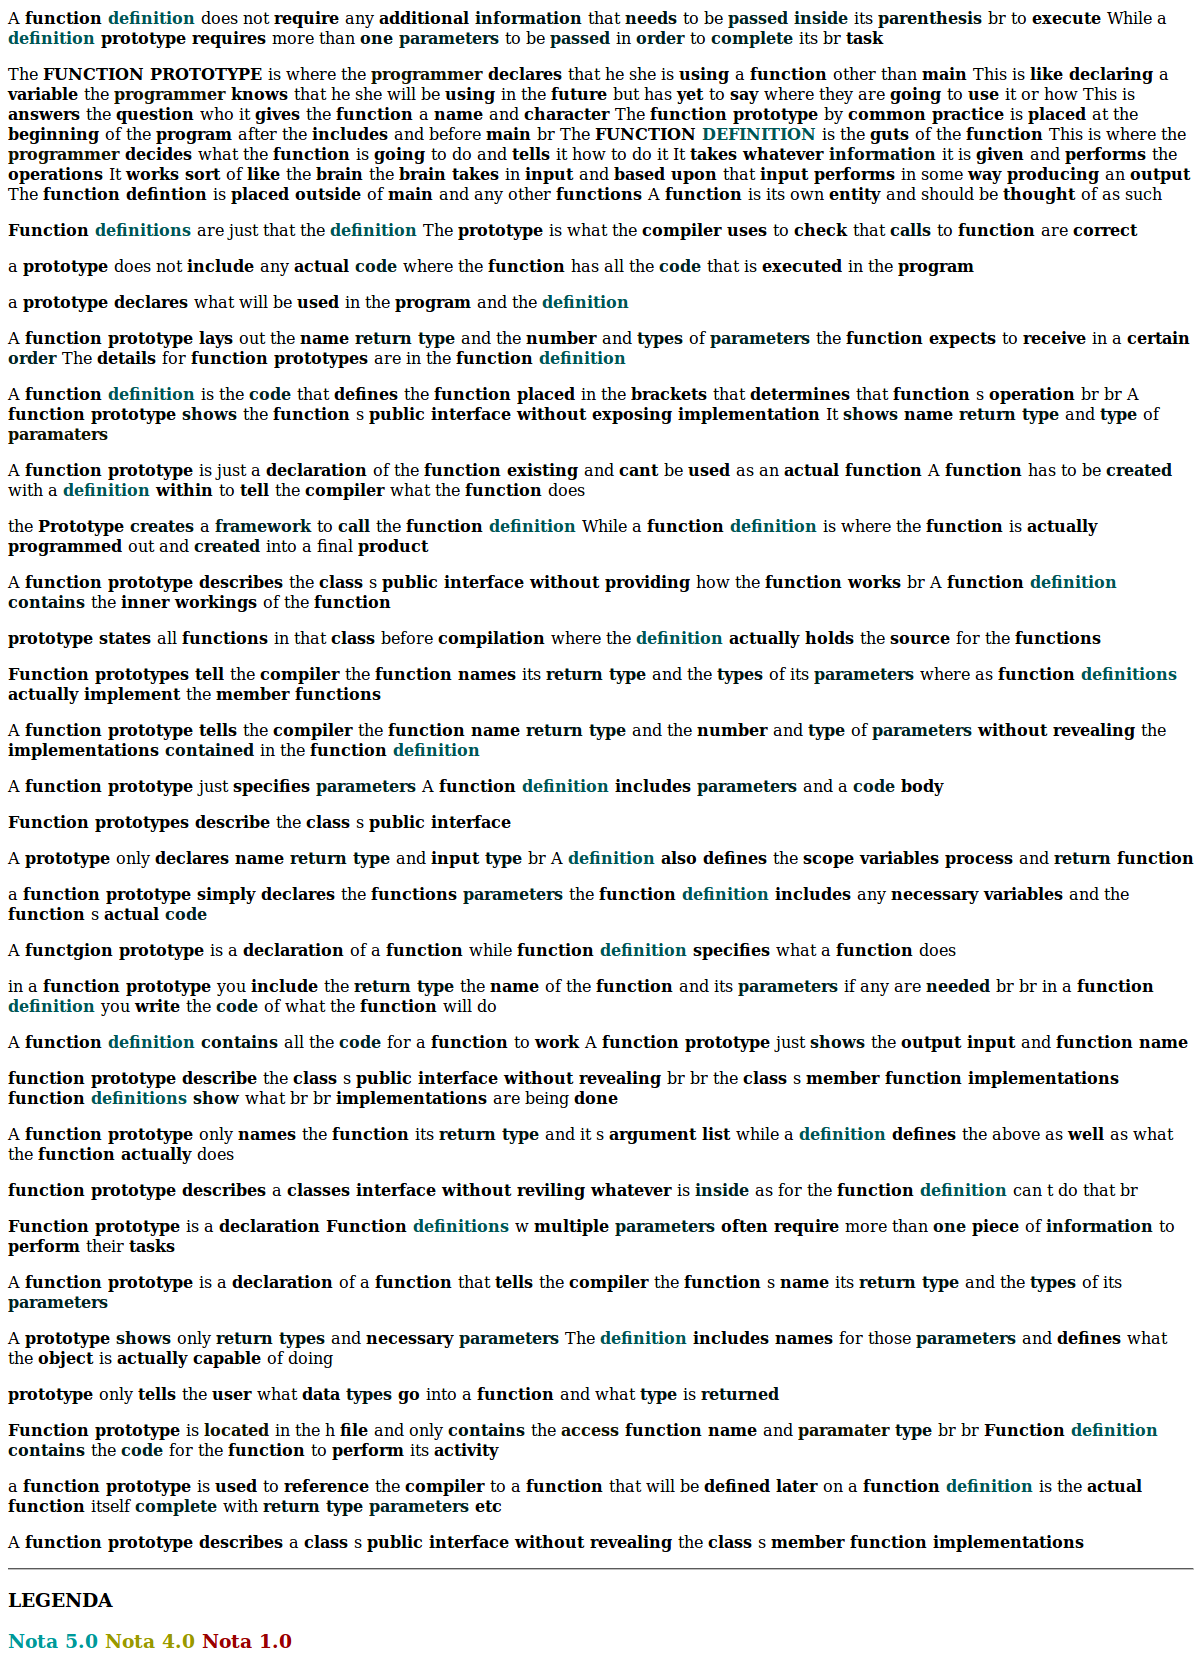 A function definition does not require any additional information that needs to be passed inside its parenthesis br to execute While a
definition prototype requires more than one parameters to be passed in order to complete its br task
The FUNCTION PROTOTYPE is where the programmer declares that he she is using a function other than main This is like declaring a
variable the programmer knows that he she will be using in the future but has yet to say where they are going to use it or how This is
answers the question who it gives the function a name and character The function prototype by common practice is placed at the
beginning of the program after the includes and before main br The FUNCTION DEFINITION is the guts of the function This is where the
programmer decides what the function is going to do and tells it how to do it It takes whatever information it is given and performs the
operations It works sort of like the brain the brain takes in input and based upon that input performs in some way producing an output
The function defintion is placed outside of main and any other functions A function is its own entity and should be thought of as such
Function definitions are just that the definition The prototype is what the compiler uses to check that calls to function are correct
a prototype does not include any actual code where the function has all the code that is executed in the program
a prototype declares what will be used in the program and the definition
A function prototype lays out the name return type and the number and types of parameters the function expects to receive in a certain
order The details for function prototypes are in the function definition
A function definition is the code that defines the function placed in the brackets that determines that function s operation br br A
function prototype shows the function s public interface without exposing implementation It shows name return type and type of
paramaters
A function prototype is just a declaration of the function existing and cant be used as an actual function A function has to be created
with a definition within to tell the compiler what the function does
the Prototype creates a framework to call the function definition While a function definition is where the function is actually
programmed out and created into a final product
A function prototype describes the class s public interface without providing how the function works br A function definition
contains the inner workings of the function
prototype states all functions in that class before compilation where the definition actually holds the source for the functions
Function prototypes tell the compiler the function names its return type and the types of its parameters where as function definitions
actually implement the member functions
A function prototype tells the compiler the function name return type and the number and type of parameters without revealing the
implementations contained in the function definition
A function prototype just specifies parameters A function definition includes parameters and a code body
Function prototypes describe the class s public interface
A prototype only declares name return type and input type br A definition also defines the scope variables process and return function
a function prototype simply declares the functions parameters the function definition includes any necessary variables and the
function s actual code
A functgion prototype is a declaration of a function while function definition specifies what a function does
in a function prototype you include the return type the name of the function and its parameters if any are needed br br in a function
definition you write the code of what the function will do
A function definition contains all the code for a function to work A function prototype just shows the output input and function name
function prototype describe the class s public interface without revealing br br the class s member function implementations
function definitions show what br br implementations are being done
A function prototype only names the function its return type and it s argument list while a definition defines the above as well as what
the function actually does
function prototype describes a classes interface without reviling whatever is inside as for the function definition can t do that br
Function prototype is a declaration Function definitions w multiple parameters often require more than one piece of information to
perform their tasks
A function prototype is a declaration of a function that tells the compiler the function s name its return type and the types of its
parameters
A prototype shows only return types and necessary parameters The definition includes names for those parameters and defines what
the object is actually capable of doing
prototype only tells the user what data types go into a function and what type is returned
Function prototype is located in the h file and only contains the access function name and paramater type br br Function definition
contains the code for the function to perform its activity
a function prototype is used to reference the compiler to a function that will be defined later on a function definition is the actual
function itself complete with return type parameters etc
A function prototype describes a class s public interface without revealing the class s member function implementations
LEGENDA
Nota 5.0 Nota 4.0 Nota 1.0